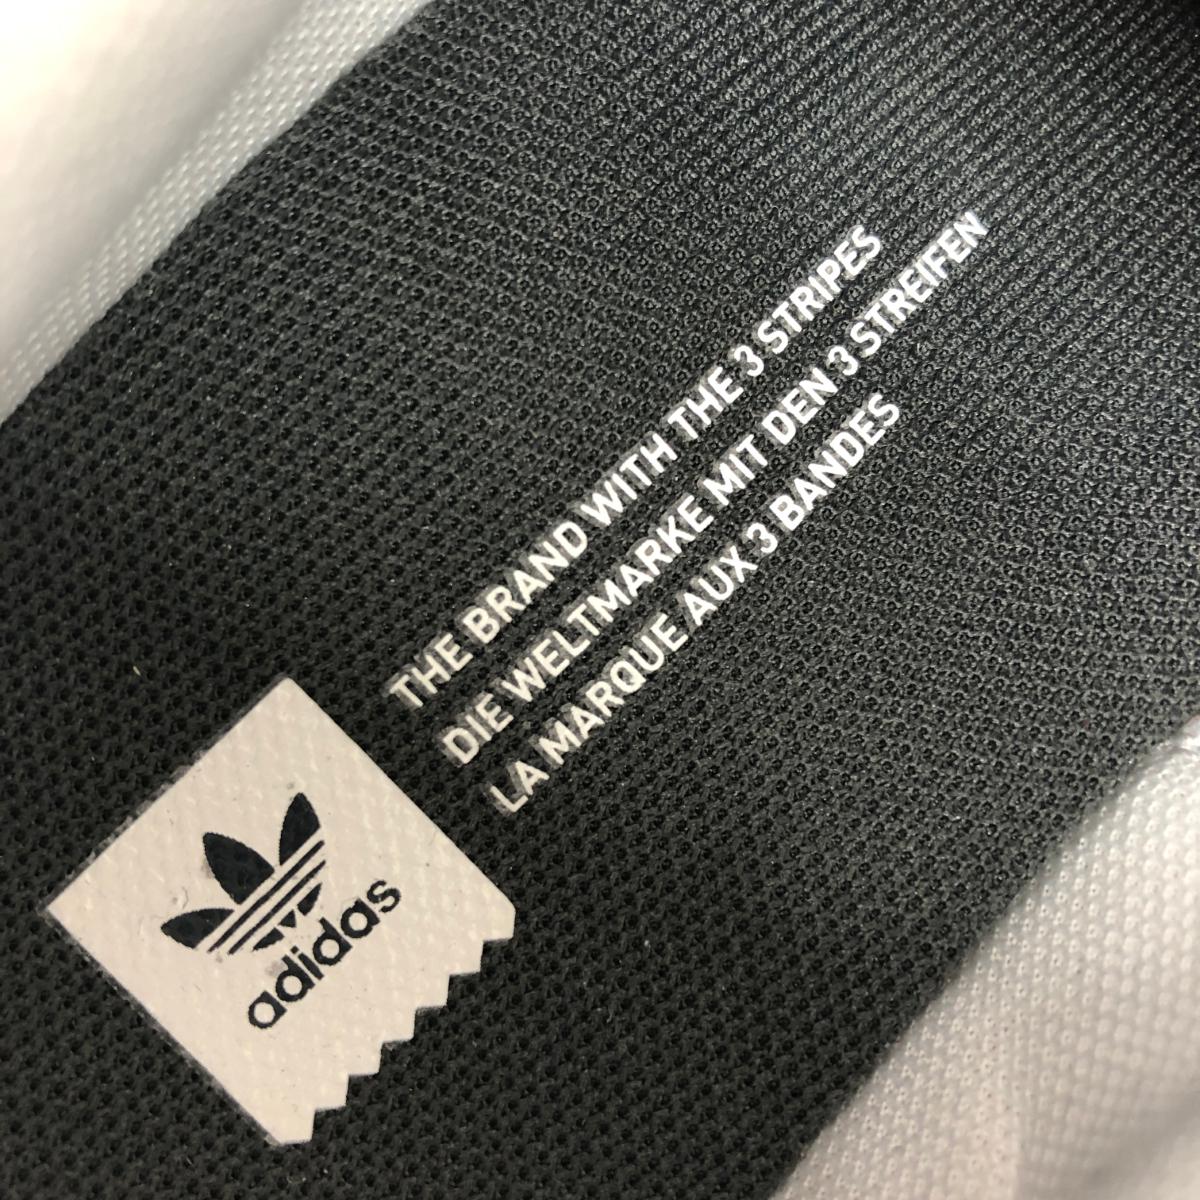 THE BRAND WITH THE 3 STRIPES
DIE WELTMARKE MIT DEN 3 STREIFEN
LA MARQUE AUX 3 BANDES
adidas